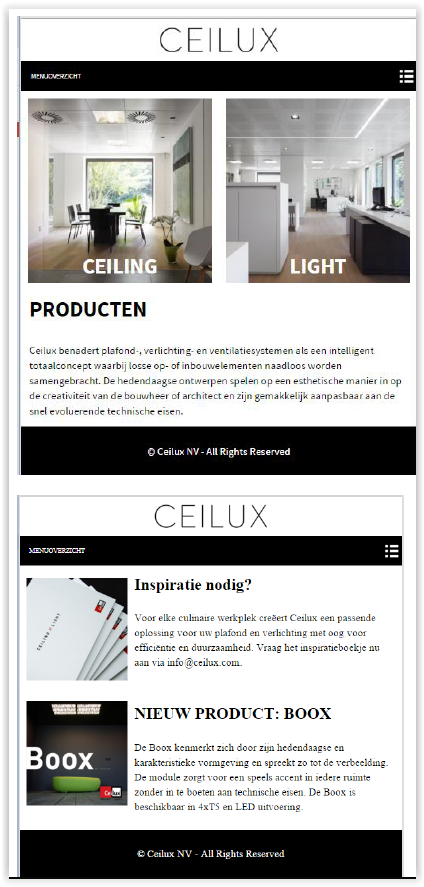 CEILUX
MENUOVERZICHT
CEILING
LIGHT
PRODUCTEN
Ceilux benadert plafond-, verlichting- en ventilatiesystemen als een intelligent
totaalconcept waarbij losse op- of inbouwelementen naadloos worden
samengebracht. De hedendaagse ontwerpen spelen op een esthetische manier in op
de creativiteit van de bouwheer of architect en zijn gemakkelijk aanpasbaar aan de
snel evoluerende technische eisen.
© Ceilux NV - All Rights Reserved
CEILUX
MENUOVERZICHT
CEILING & LIGHT
Inspiratie nodig?
Voor elke culinaire werkplek creëert Ceilux een passende
oplossing voor uw plafond en verlichting met oog voor
efficiëntie en duurzaamheid. Vraag het inspiratieboekje nu
aan via info@ceilux.com.
Boox
Ceilux
NIEUW PRODUCT: BOOX
De Boox kenmerkt zich door zijn hedendaagse en
karakteristieke vormgeving en spreekt zo tot de verbeelding.
De module zorgt voor een speels accent in iedere ruimte
zonder in te boeten aan technische eisen. De Boox is
beschikbaar in 4xT5 en LED uitvoering.
© Ceilux NV - All Rights Reserved